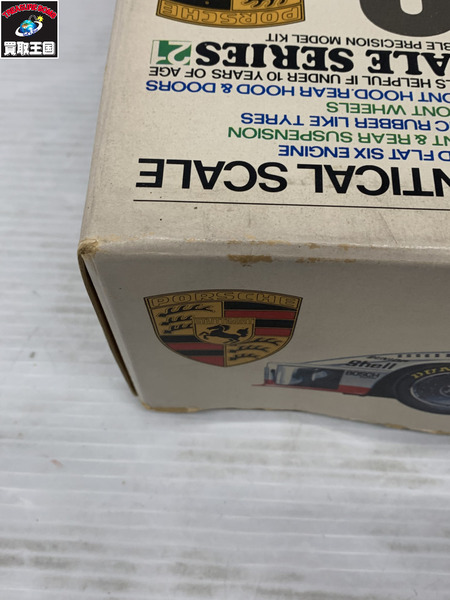 買取王国
NTICAL SCALE
D FLAT SIX ENGINE
NT & REAR SUSPENSION
C RUBBER LIKE TYRES
ONT WHEELS
ONT HOOD, REAR HOOD & DOORS
LS HELPFUL IF UNDER 10 YEARS OF AGE
ALE SERIES
BLE PRECISION MODEL KIT
PORSCHE
PORSCHE
Shell
BOSCH
DUN